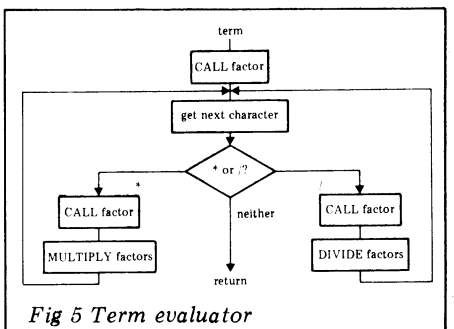 term
CALL factor
get next character
* or /?
*
/
CALL factor
neither
CALL factor
MULTIPLY factors
DIVIDE factors
return
Fig 5 Term evaluator